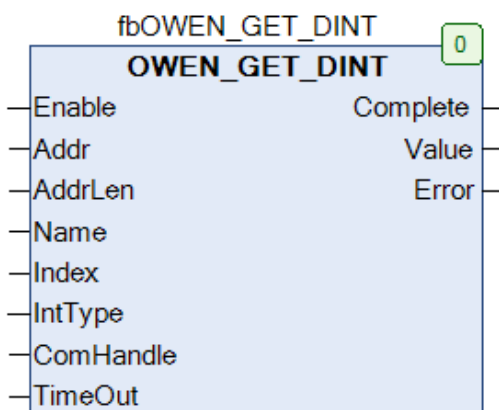 fbOWEN_GET_DINT
0
OWEN_GET_DINT
Enable Complete
Addr Value
AddrLen Error
Name
Index
IntType
ComHandle
TimeOut